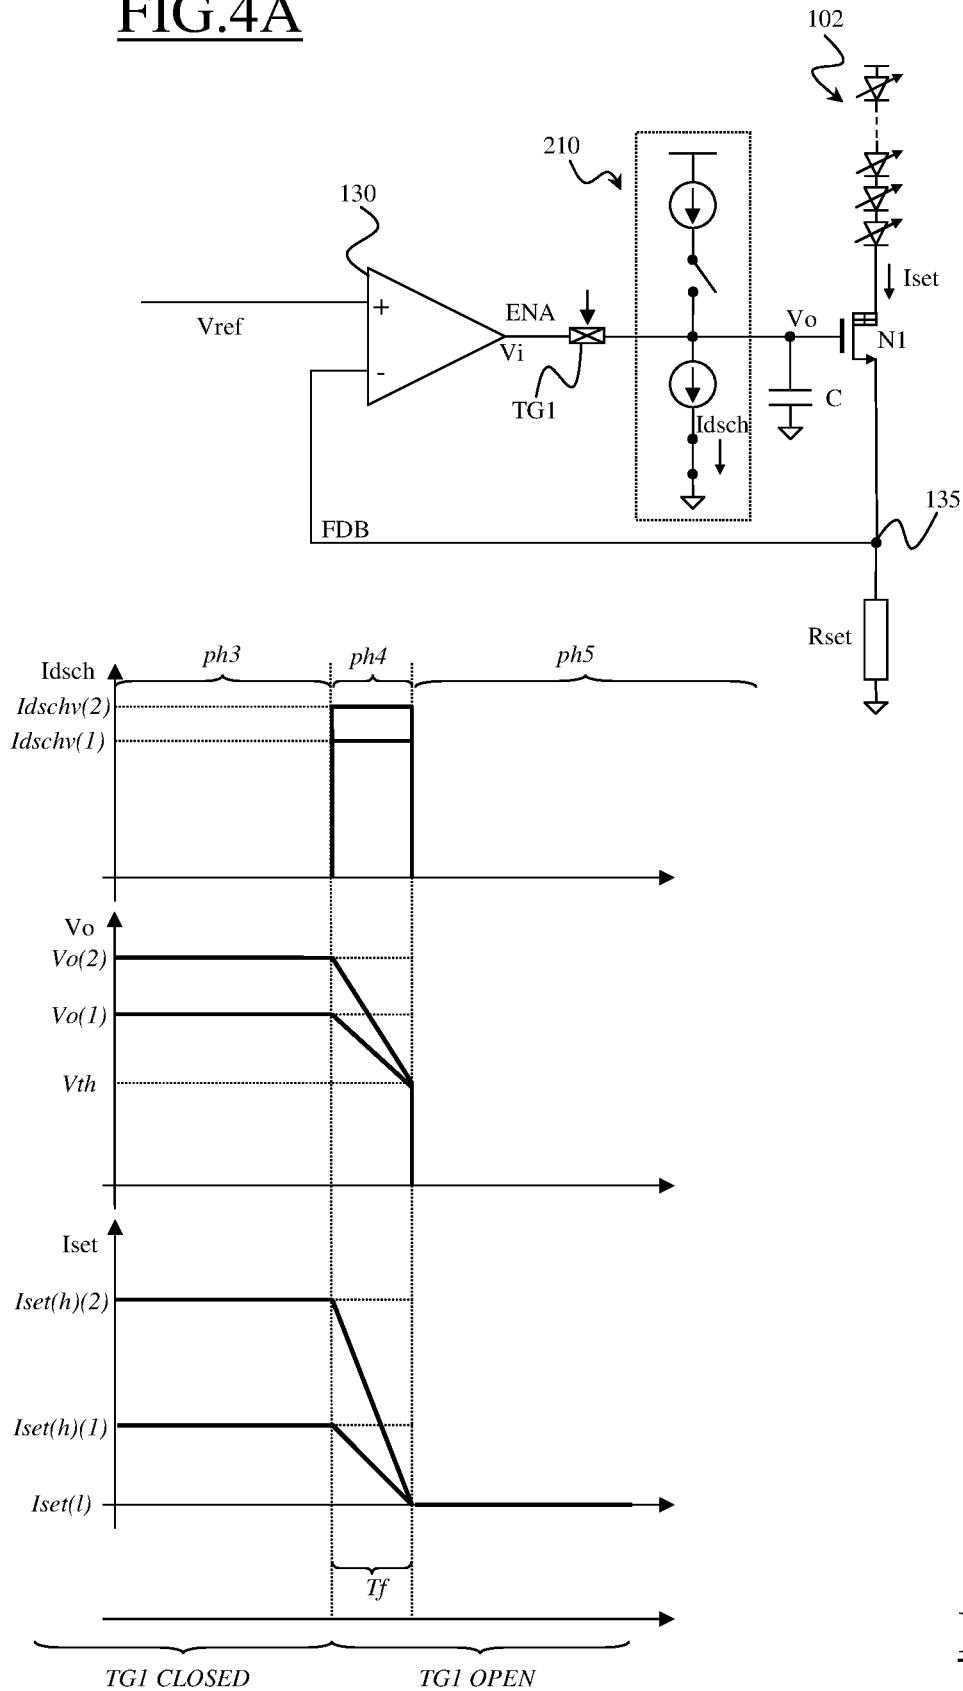 FIG.4A
102
210
130
Iset
+
Vref
ENA
Vi
Vo
N1
-
TG1
C
Idsch
135
FDB
Rset
Idsch
ph3
ph4
ph5
Idschv(2)
Idschv(1)
Vo
Vo(2)
Vo(1)
Vth
Iset
Iset(h)(2)
Iset(h)(1)
Iset(l)
Tf
TG1 CLOSED
TG1 OPEN